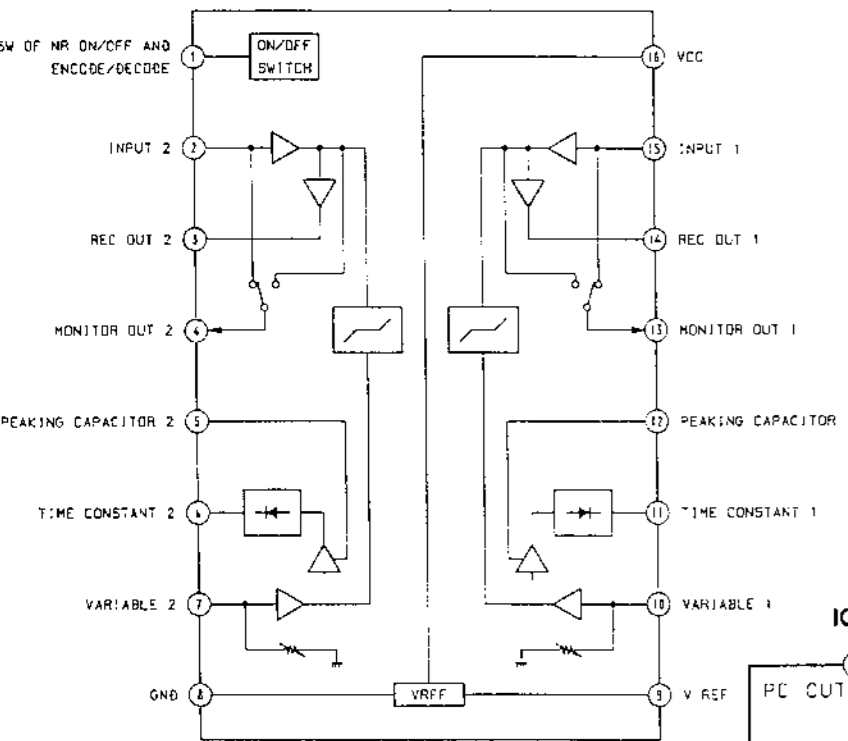 SW OF NR ON/OFF AND
ENCODE/DECODE
1
ON/OFF
SWITCH
16
VCC
INPUT 2
2
15
INPUT 1
REC OUT 2
3
14
REC OUT 1
MONITOR OUT 2
4
13
MONITOR OUT 1
PEAKING CAPACITOR 2
5
12
PEAKING CAPACITOR
TIME CONSTANT 2
6
11
TIME CONSTANT 1
VARIABLE 2
7
10
VARIABLE 1
GND
8
VREF
9
V REF
IC
PC OUT